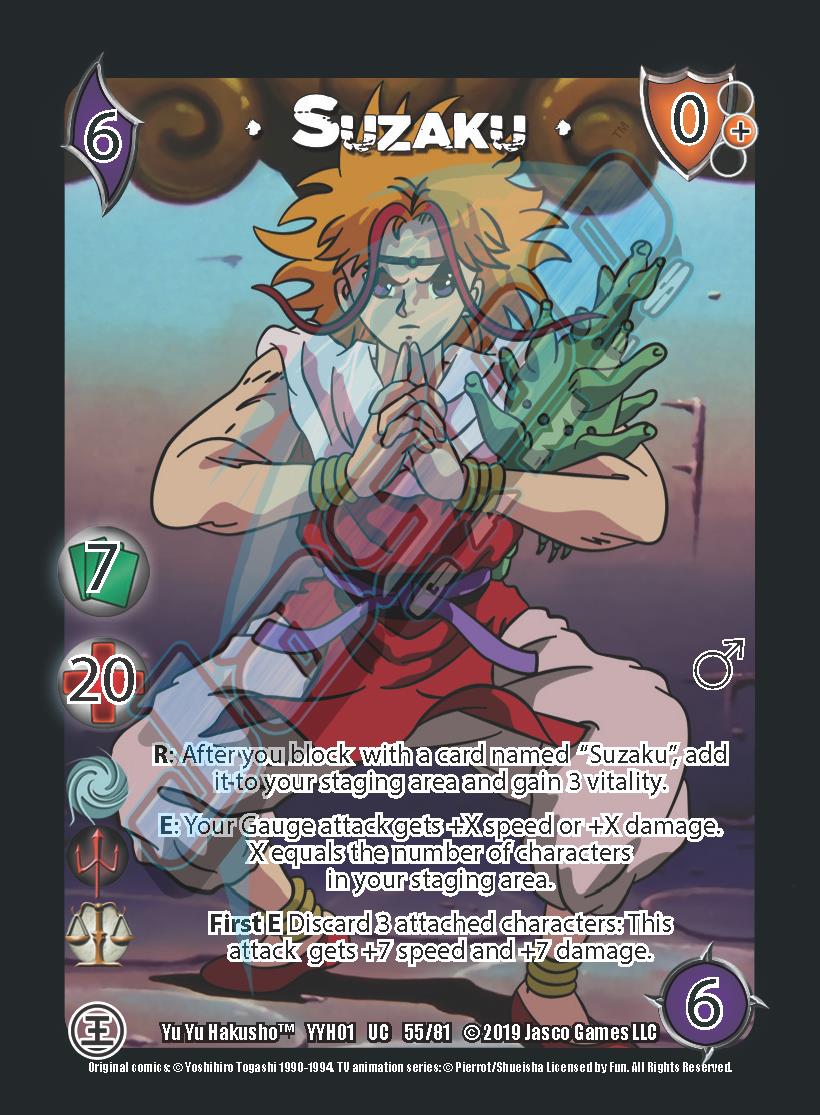 6
Suzaku
™
0
+
7
20
R: After you block with a card named “Suzaku”, add
it to your staging area and gain 3 vitality.
E: Your Gauge attack gets +X speed or +X damage.
X equals the number of characters
in your staging area.
First E Discard 3 attached characters: This
attack gets +7 speed and +7 damage.
6
王
Yu Yu Hakusho™ YYH01 UC 55/81 ©2019 Jasco Games LLC
Original comics: © Yoshihiro Togashi 1990-1994. TV animation series: © Pierrot/Shueisha Licensed by Fun. All Rights Reserved.